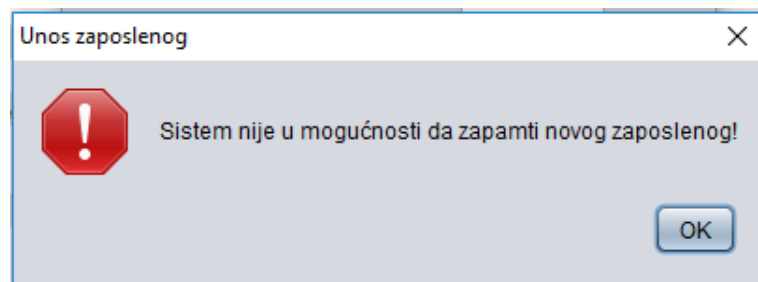 Unos zaposlenog
Sistem nije u mogućnosti da zapamti novog zaposlenog!
OK